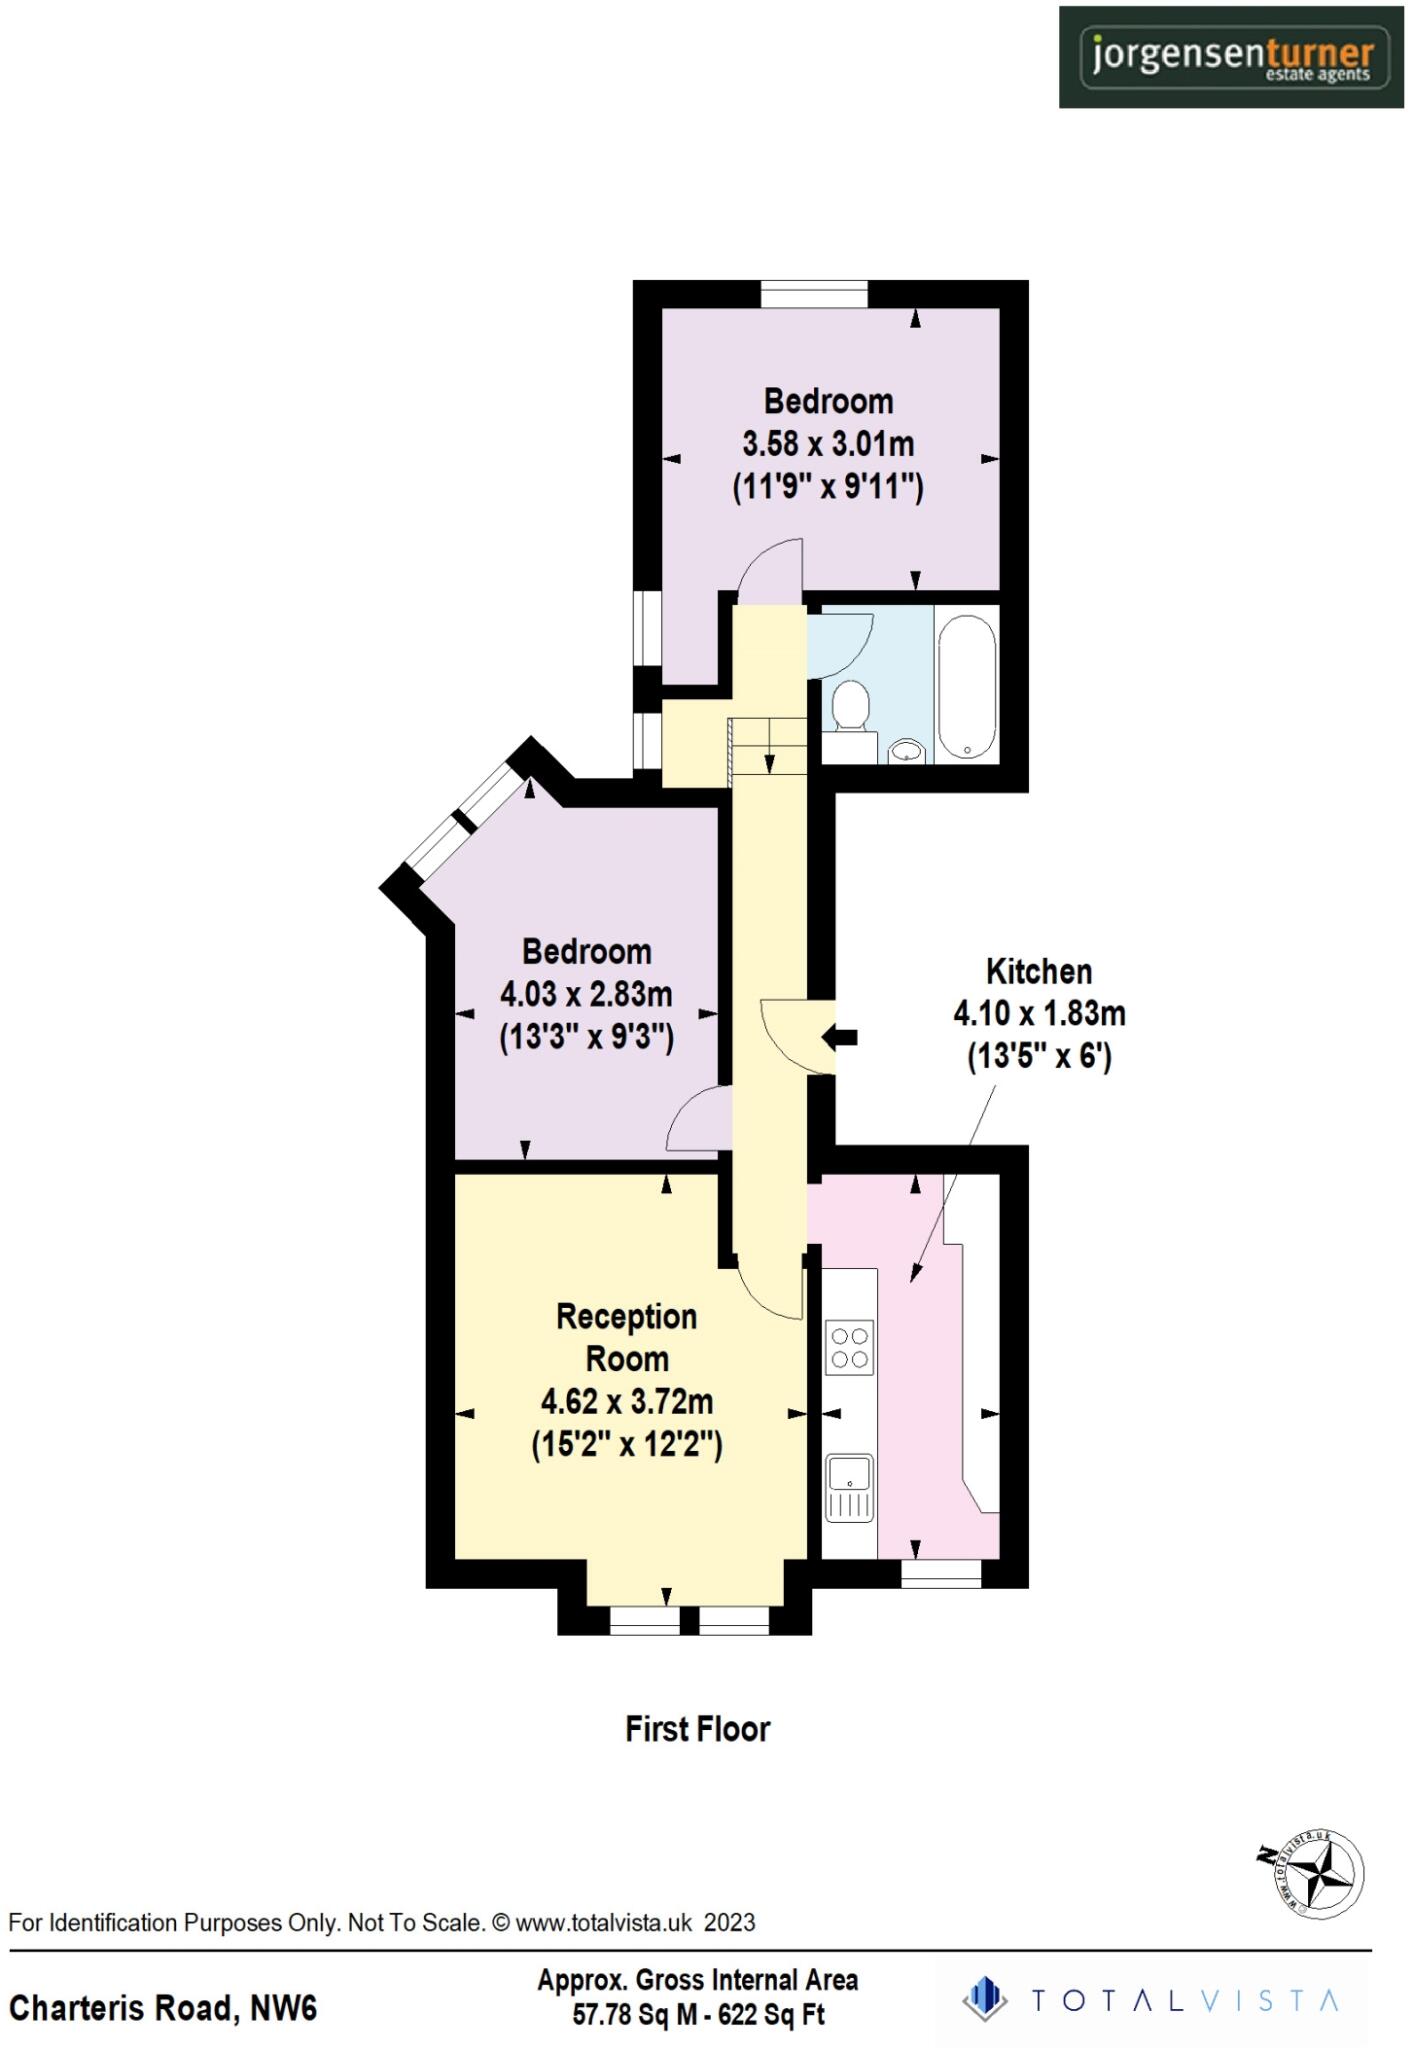 jorgensenturner
estate agents
Bedroom
3.58 x 3.01m
(11'9" x 9'11")
Bedroom
4.03 x 2.83m
(13'3" x 9'3")
Kitchen
4.10 x 1.83m
(13'5" x 6')
Reception
Room
4.62 x 3.72m
(15'2" x 12'2")
First Floor
N
© www.totalvista.uk
For Identification Purposes Only. Not To Scale. © www.totalvista.uk 2023
Charteris Road, NW6
Approx. Gross Internal Area
57.78 Sq M - 622 Sq Ft
TOTALVISTA